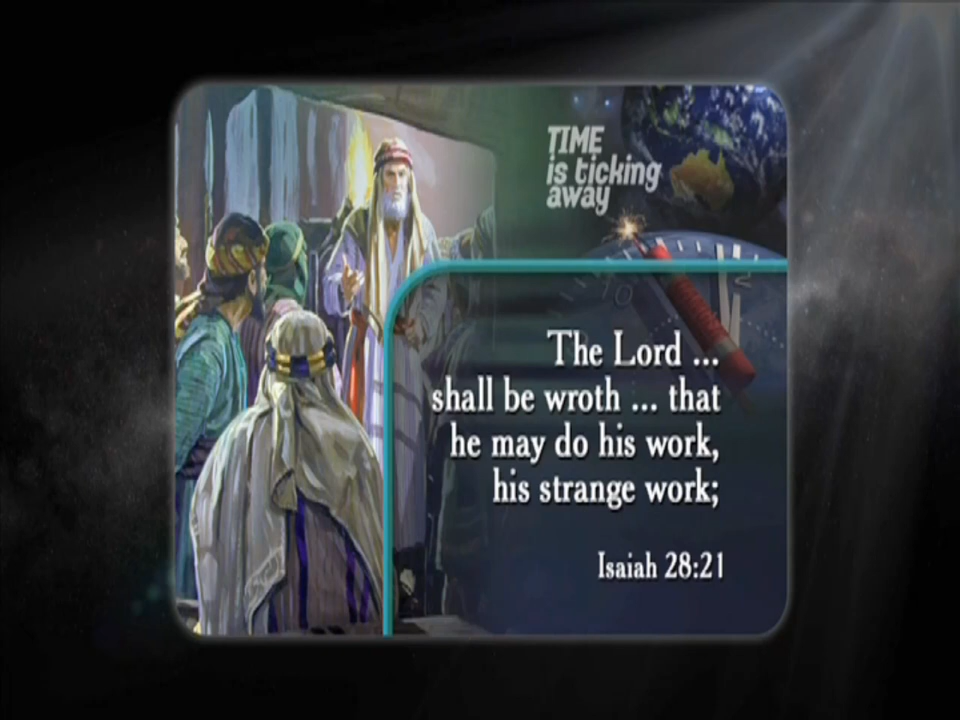 TIME
is ticking
away
The Lord ...
shall be wroth ... that
he may do his work,
his strange work;
Isaiah 28:21